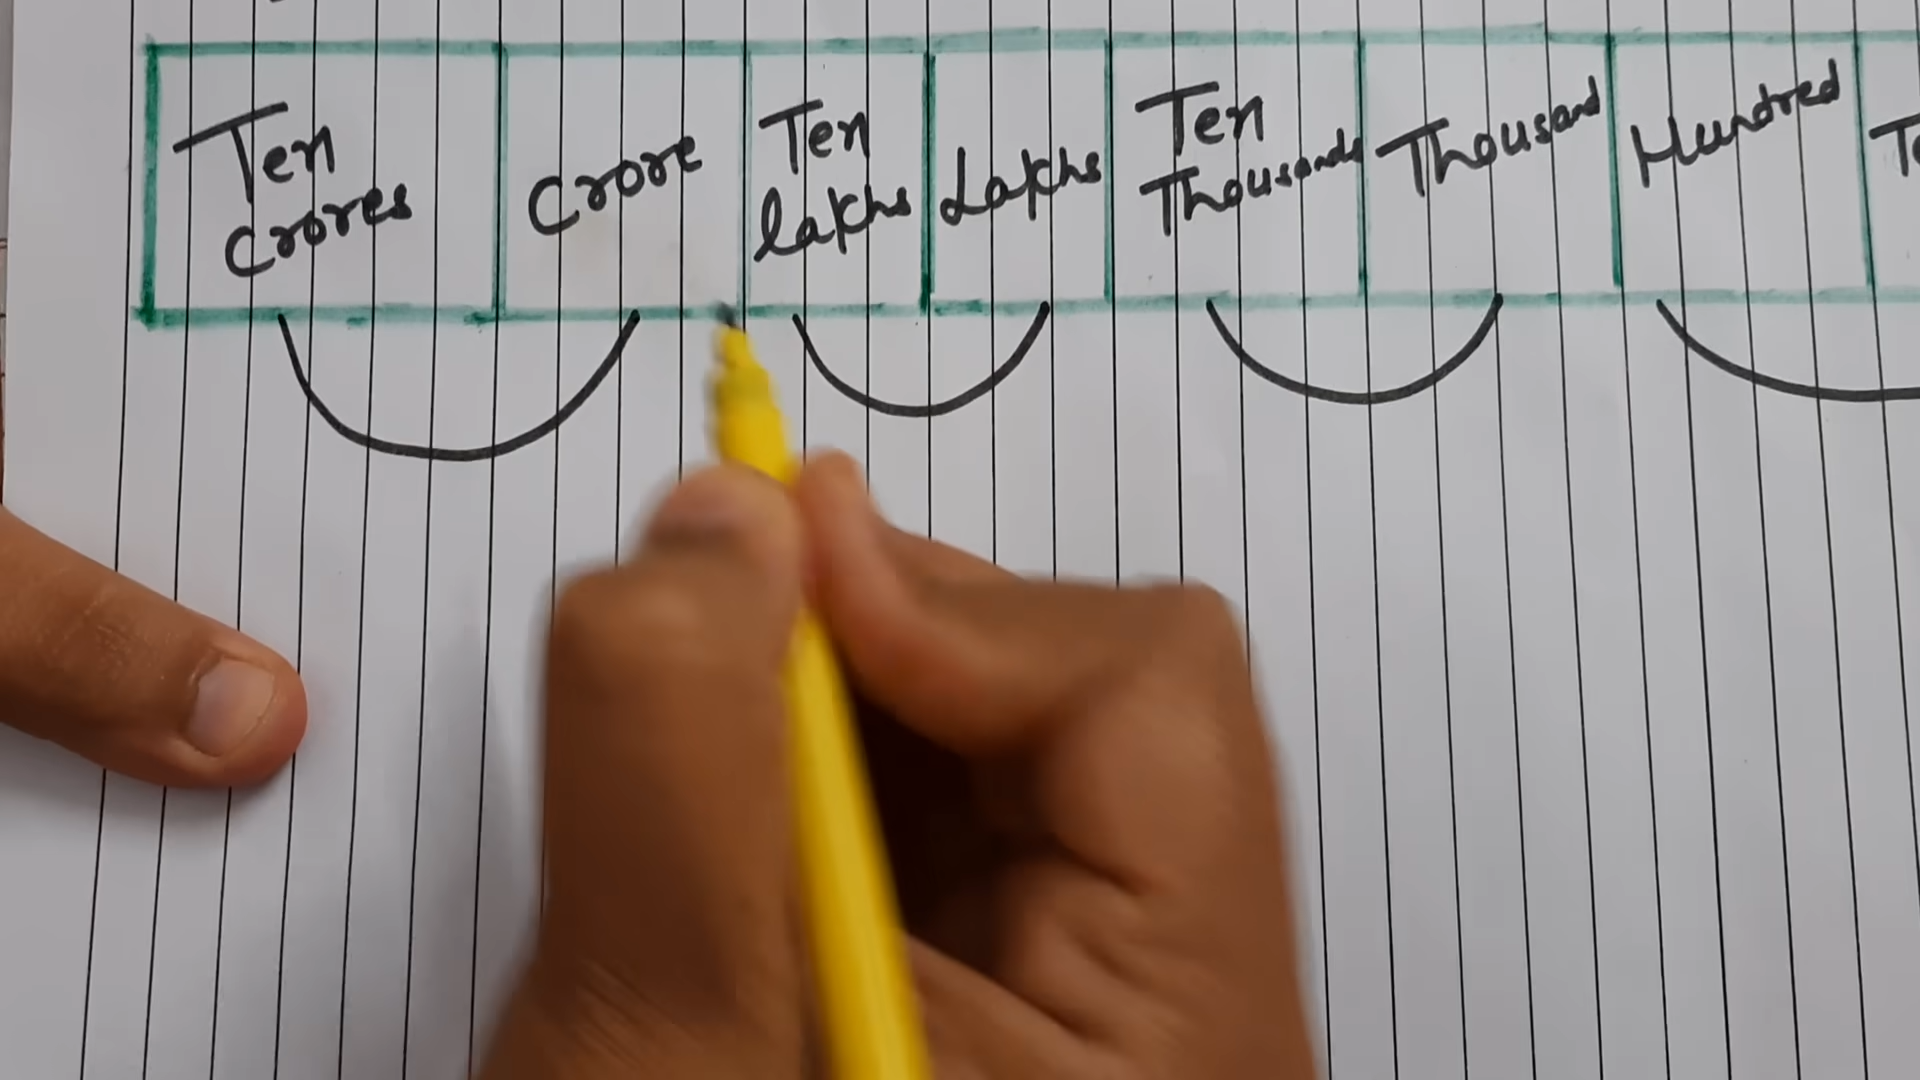 Ten
crores
crore
Ten
lakhs
Lakhs
Ten
Thousands
Thousand
Hundred